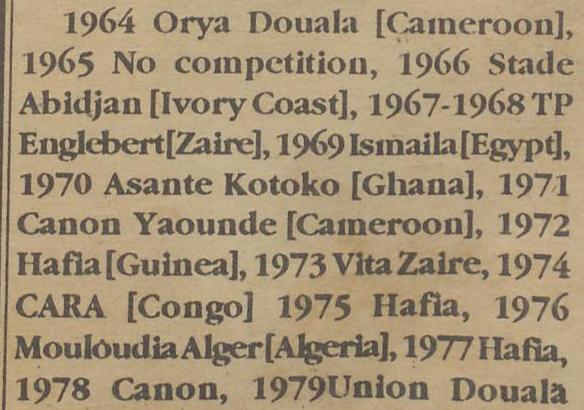 1964 Orya Douala [Cameroon],
1965 No competition, 1966 Stade
Abidjan [Ivory Coast], 1967-1968 TP
Englebert[Zaire], 1969 Ismaila[Egypt],
1970 Asante Kotoko [Ghana], 1971
Canon Yaounde [Cameroon], 1972
Hafia [Guinea], 1973 Vita Zaire, 1974
CARA [Congo] 1975 Hafia, 1976
Mouloudia Alger [Algeria], 1977 Hafia,
1978 Canon, 1979Union Douala